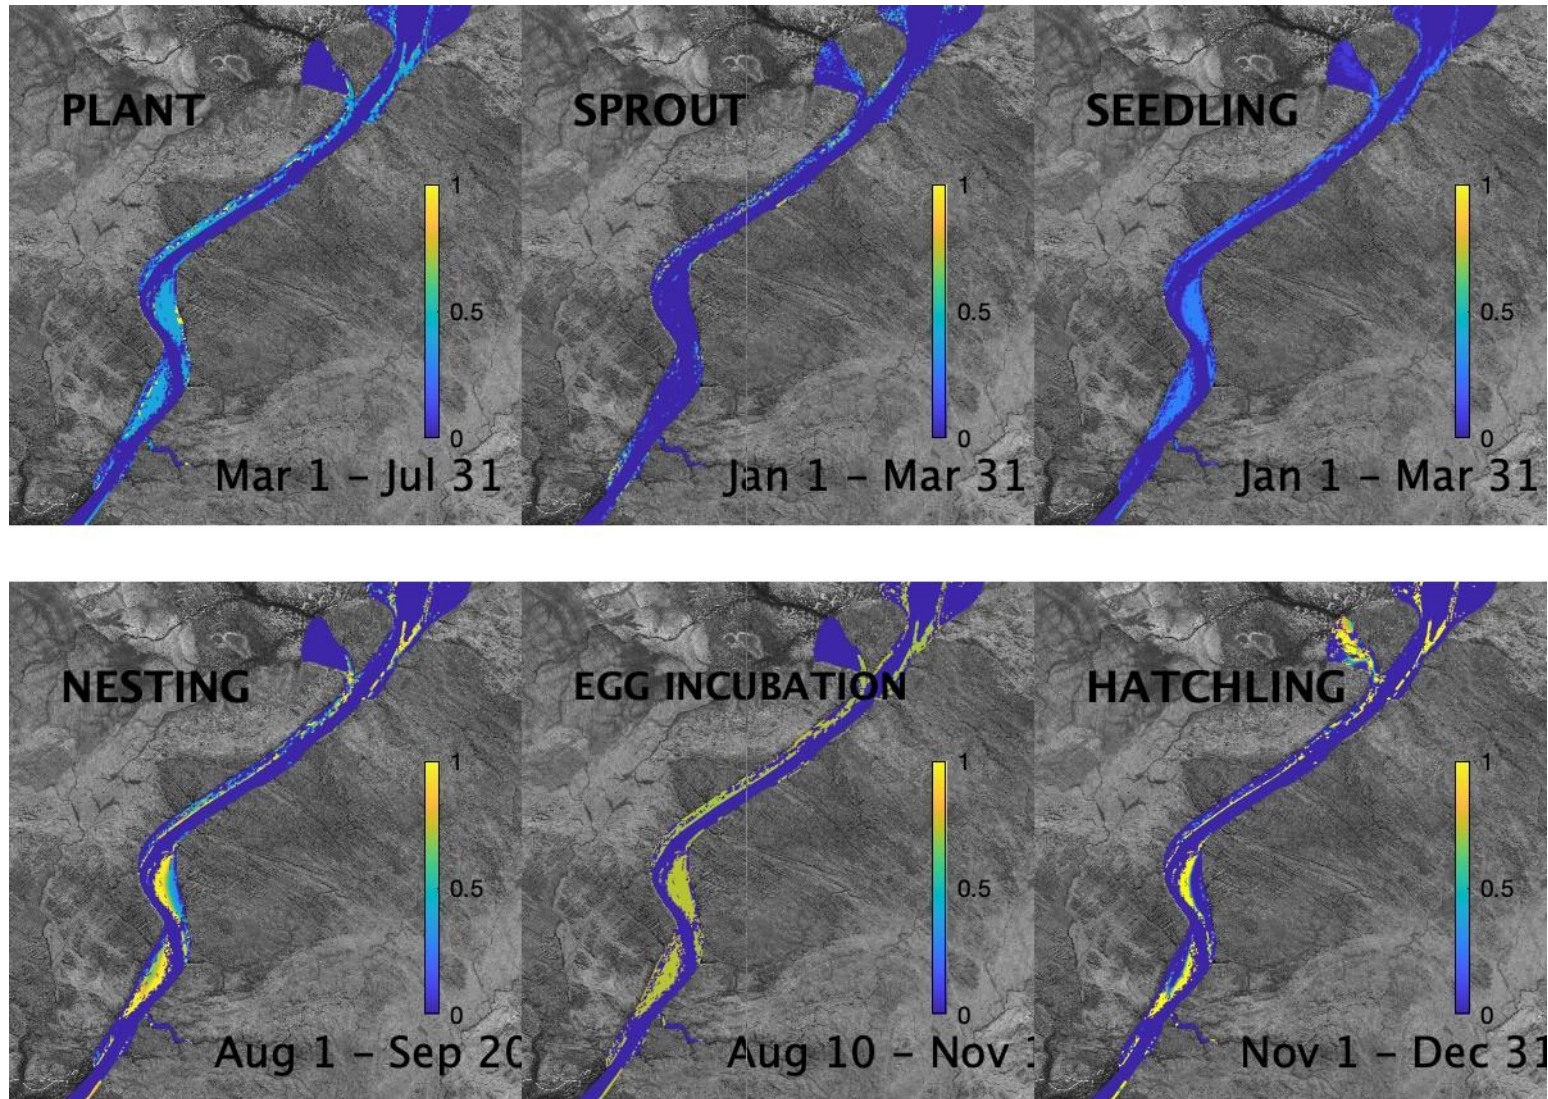 PLANT
1
0.5
0
Mar 1 – Jul 31
SPROUT
1
0.5
0
Jan 1 – Mar 31
SEEDLING
1
0.5
0
Jan 1 – Mar 31
NESTING
1
0.5
0
Aug 1 – Sep 20
EGG INCUBATION
1
0.5
0
Aug 10 – Nov
HATCHLING
1
0.5
0
Nov 1 – Dec 31